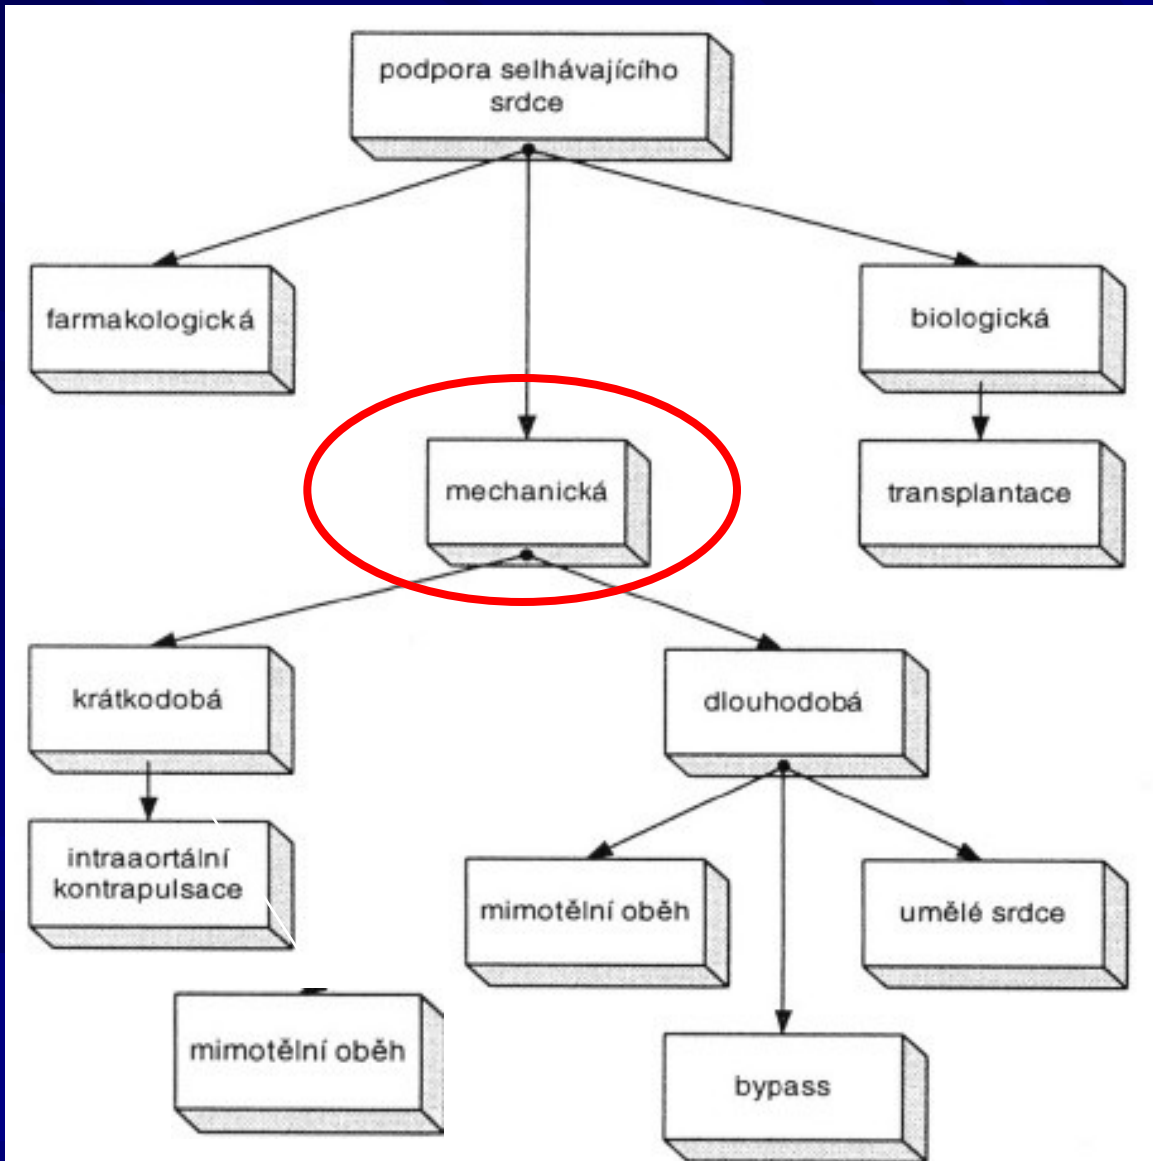 podpora selhávajícího
srdce
farmakologická
biologická
mechanická
transplantace
krátkodobá
dlouhodobá
intraaortální
kontrapulsace
mimotělní oběh
umělé srdce
mimotělní oběh
bypass